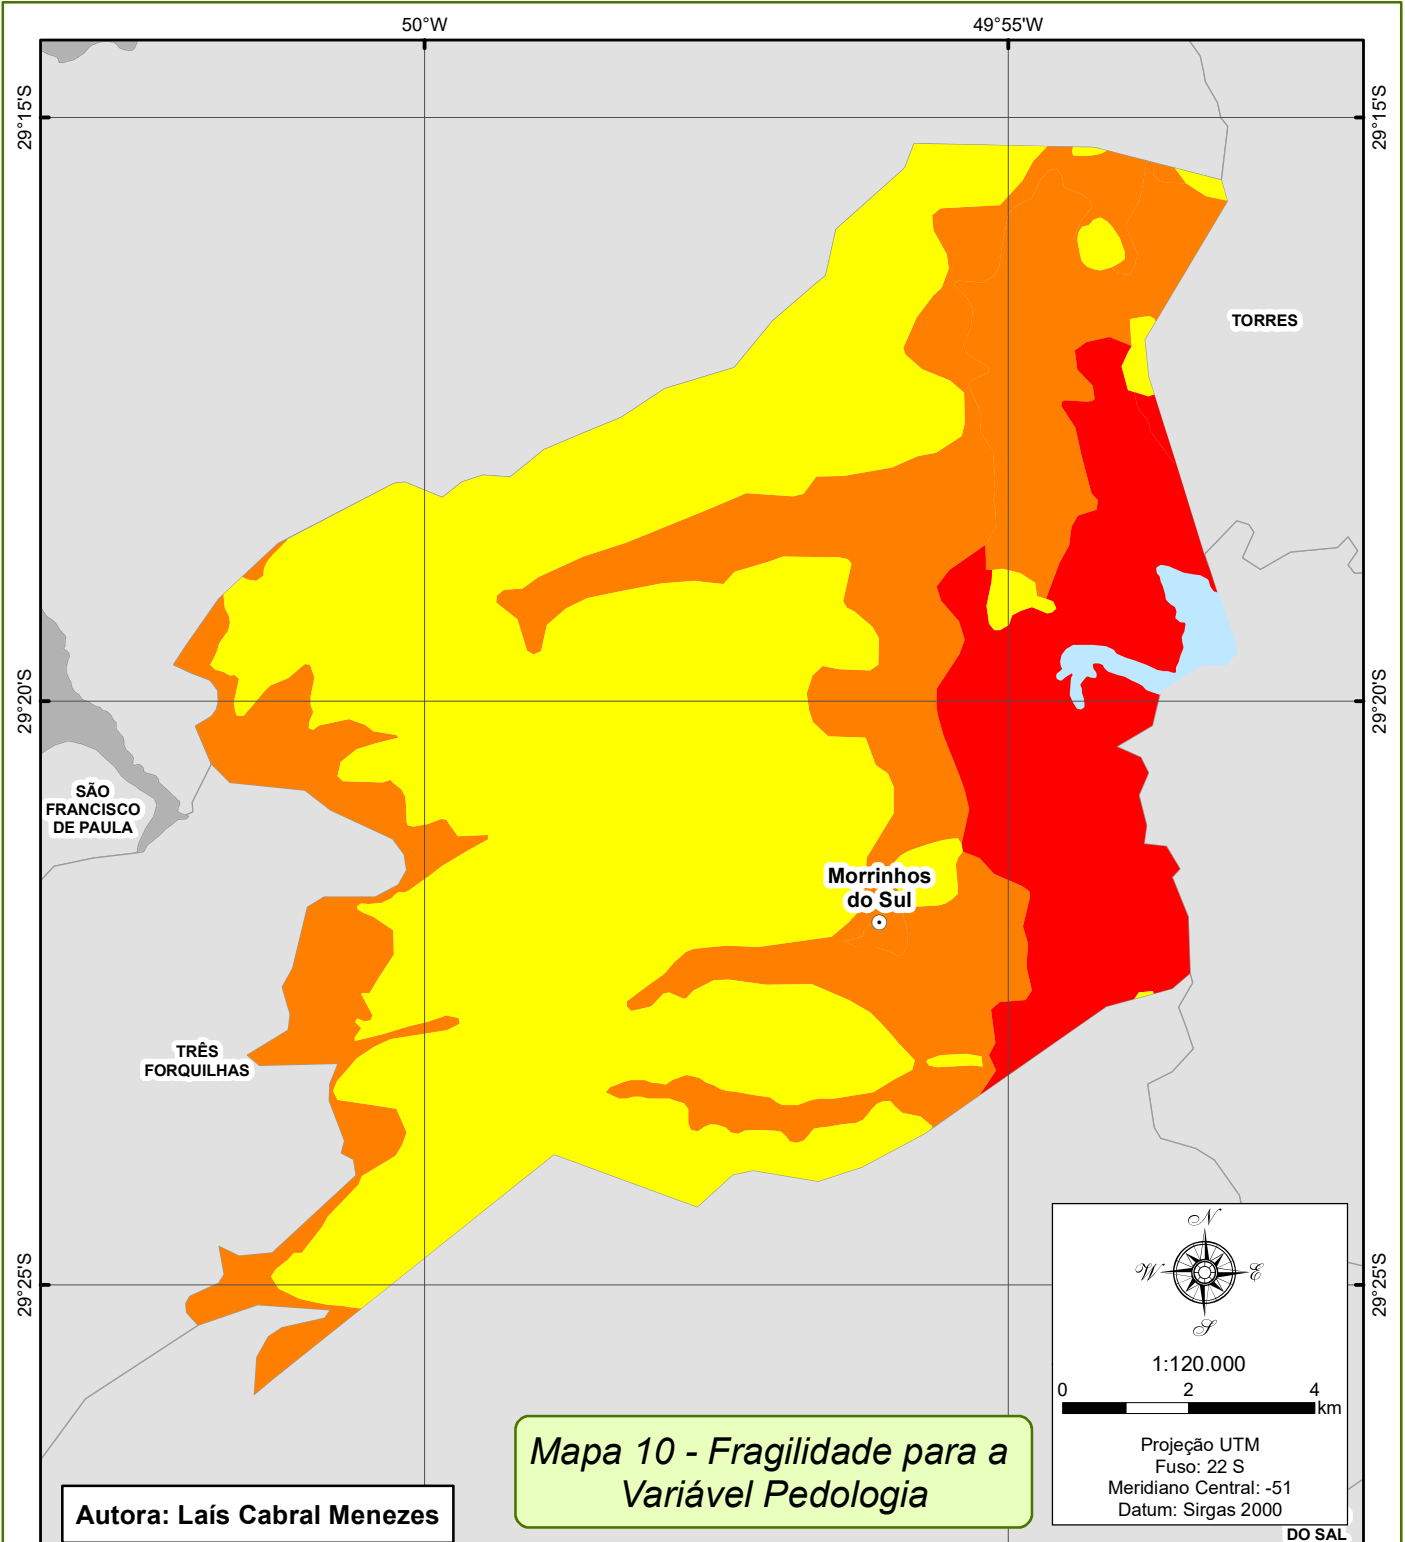 50°W
49°55'W
29°15'S
29°15'S
TORRES
29°20'S
29°20'S
SÃO
FRANCISCO
DE PAULA
Morrinhos
do Sul
TRÊS
FORQUILHAS
29°25'S
29°25'S
N
W
E
S
1:120.000
0 2 4
km
Projeção UTM
Fuso: 22 S
Meridiano Central: -51
Datum: Sirgas 2000
Mapa 10 - Fragilidade para a
Variável Pedologia
Autora: Laís Cabral Menezes
DO SAL